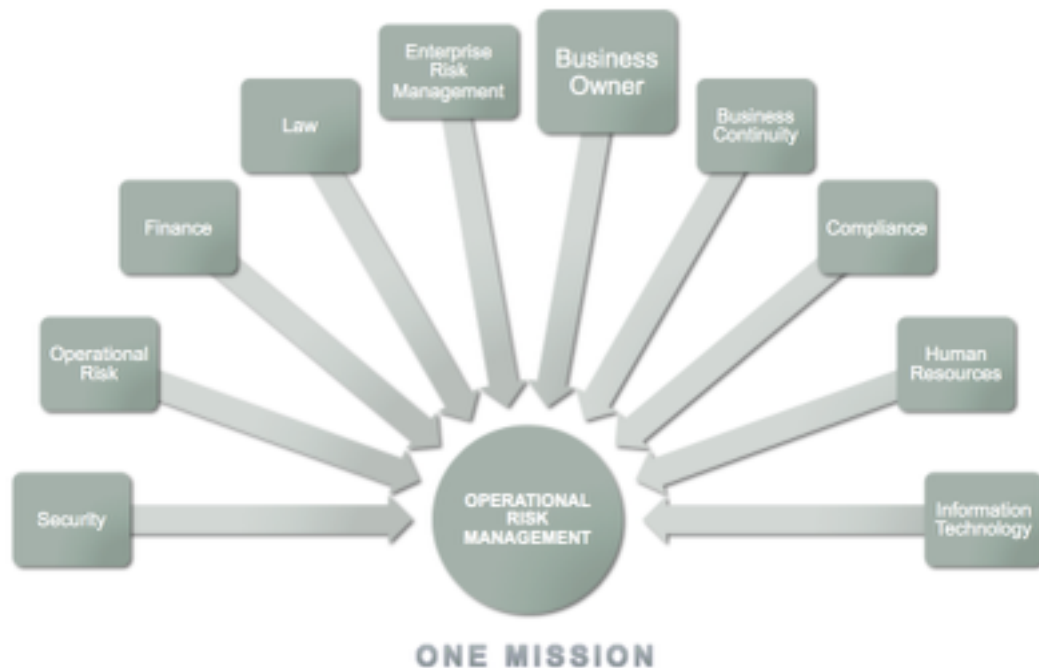 Enterprise
Risk
Management
Business
Owner
Law
Business
Continuity
Finance
Compliance
Operational
Risk
Human
Resources
Security
OPERATIONAL
RISK
MANAGEMENT
Information
Technology
ONE MISSION